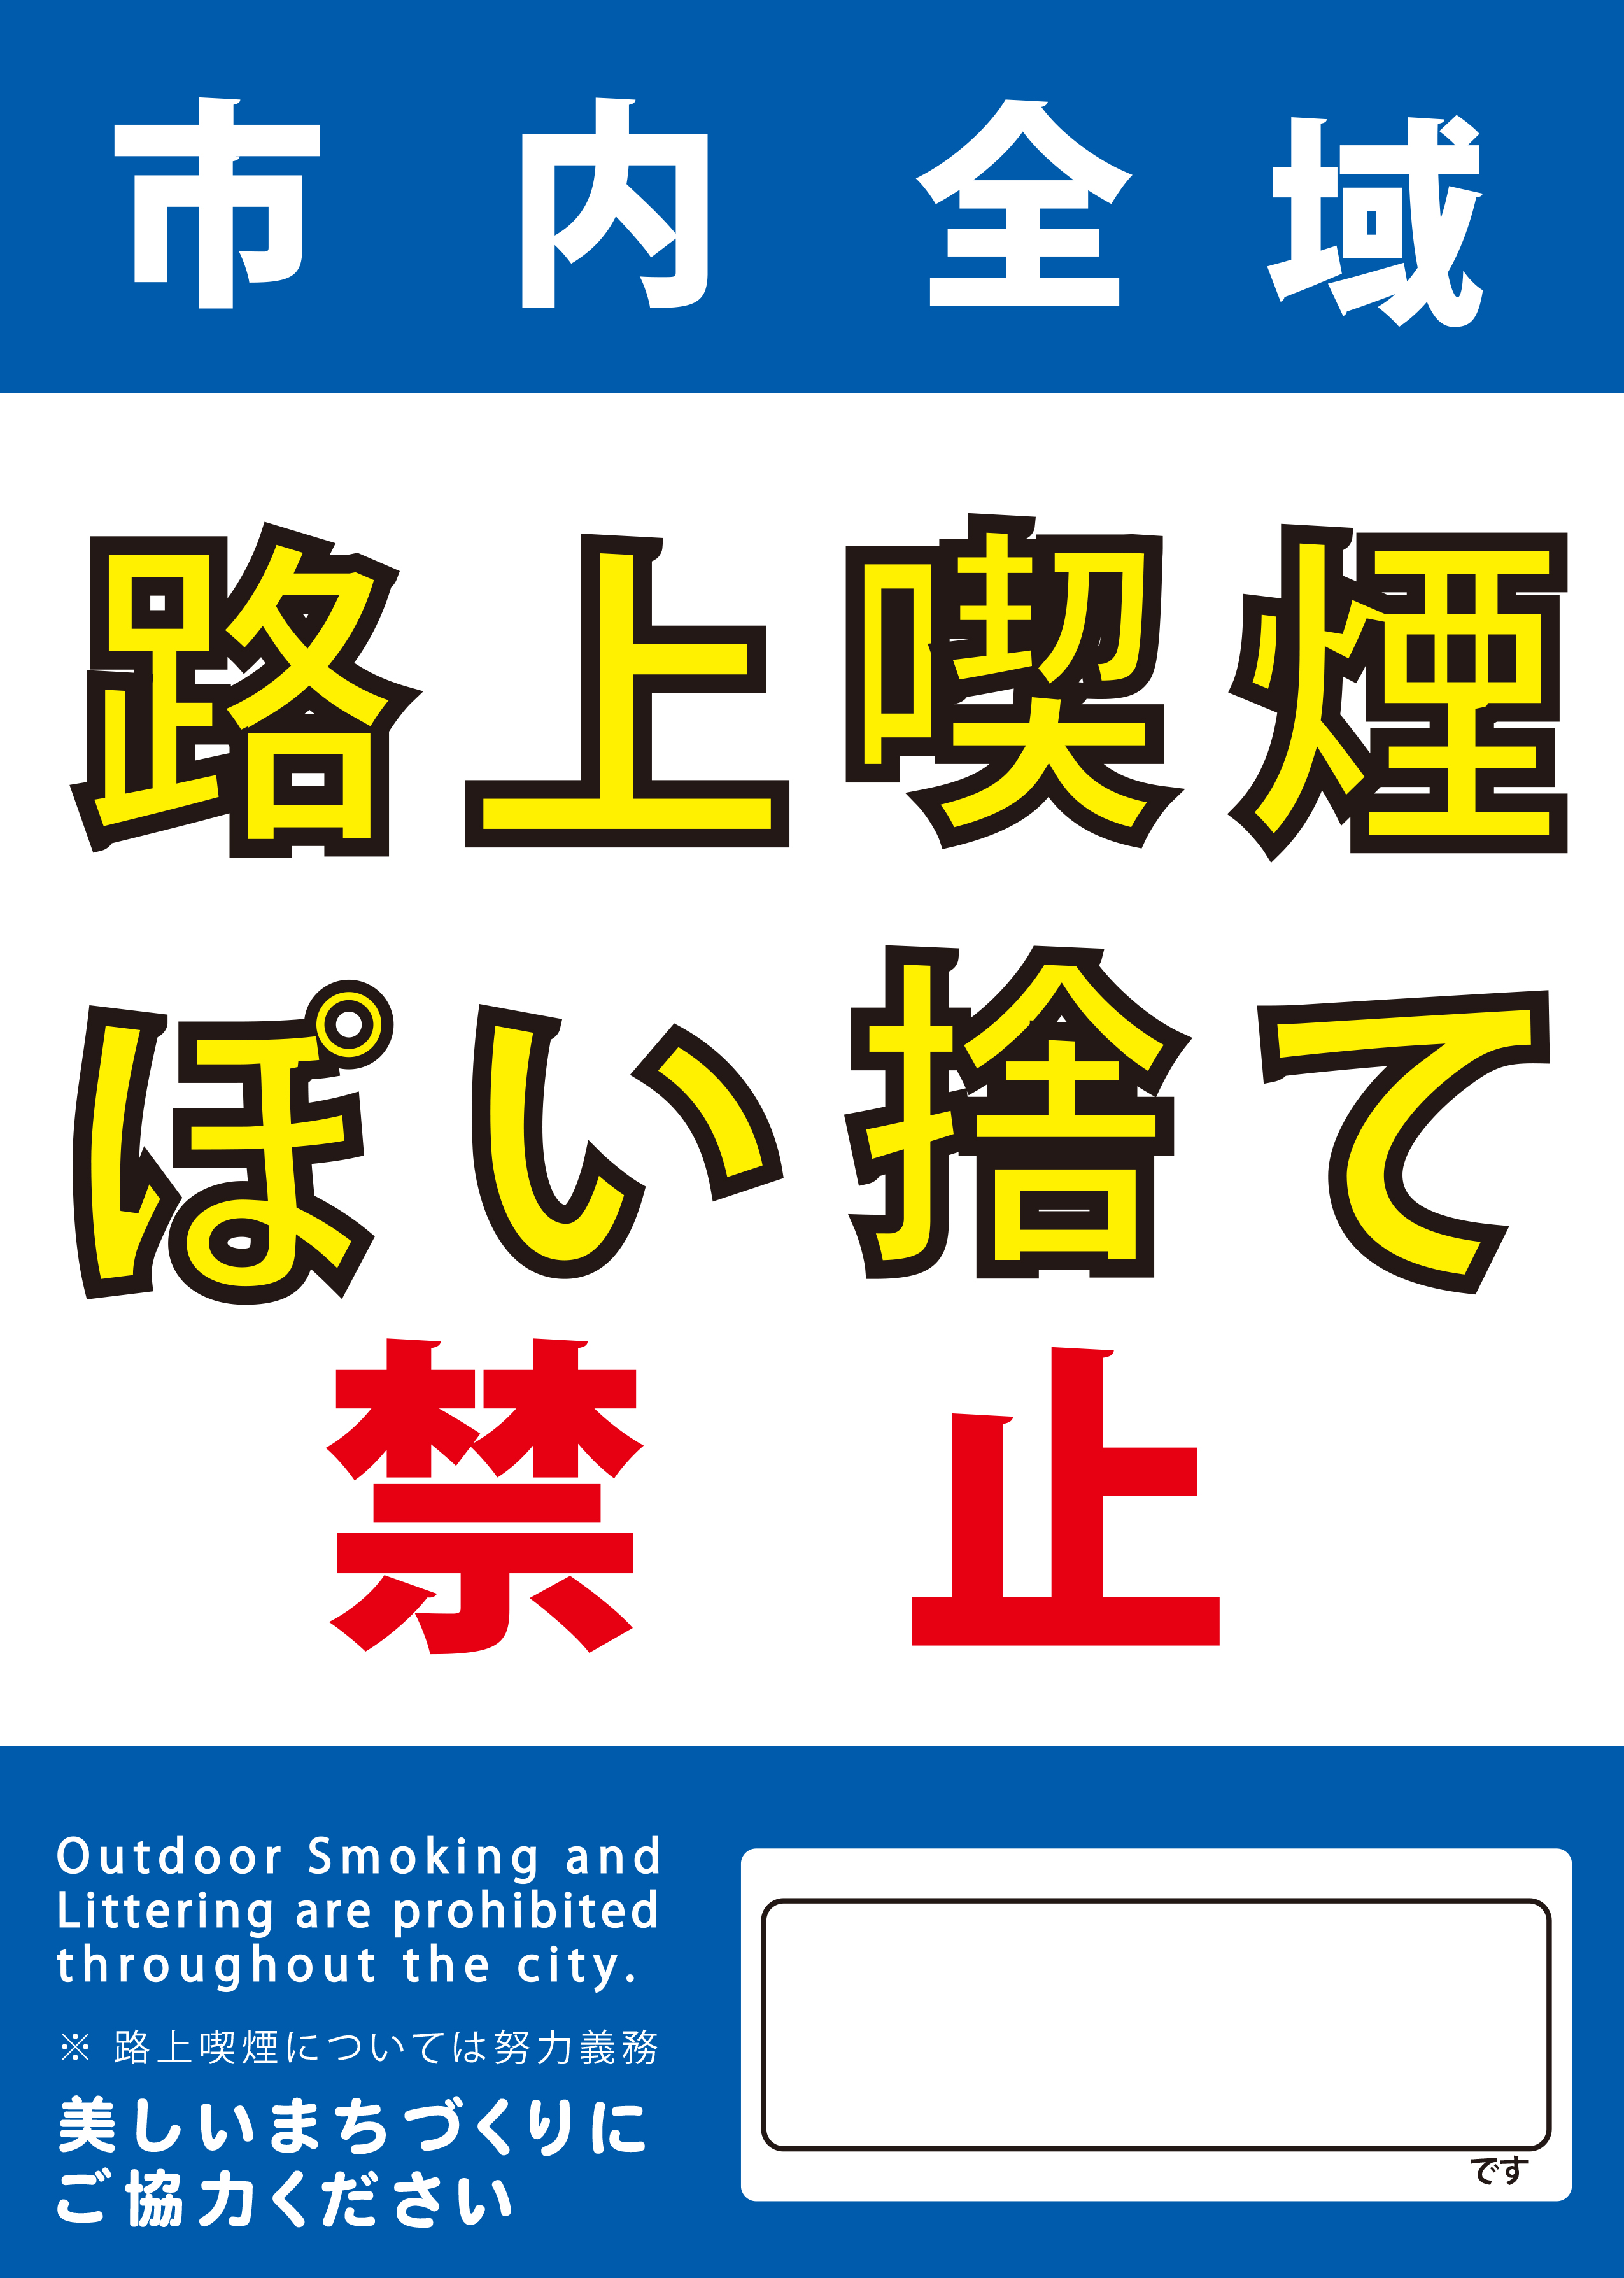 市内全域
路上喫煙
ぽい捨て
禁止
Outdoor Smoking and
Littering are prohibited
throughout the city.
※ 路上喫煙については努力義務
美しいまちづくりに
ご協力ください
です